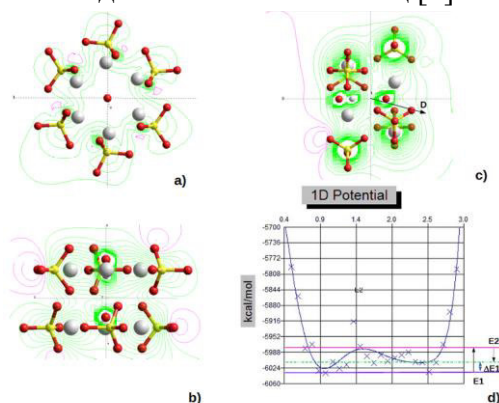 a)
c)
D
b)
1D Potential
0.4 0.9 1.4 2.0 2.5 3.0
kcal/mol
-5700
-5736
-5772
-5808
-5844
-5880
-5916
-5952
-5988
-6024
-6060
E2
ΔE1
E1
d)